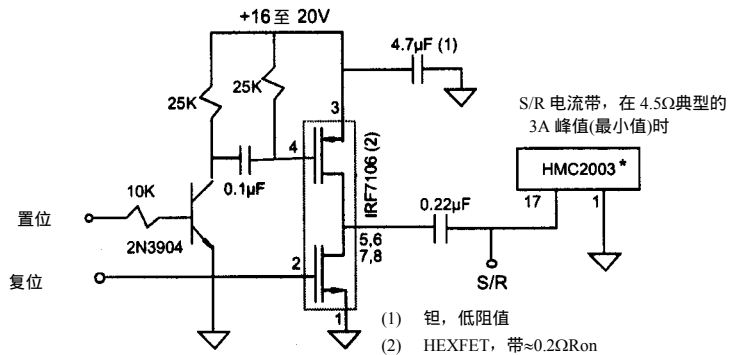 +16至 20V
4.7μF (1)
25K
25K
3
S/R 电流带，在 4.5Ω典型的
3A 峰值(最小值)时
4
IRF7106 (2)
HMC2003 *
0.1μF
10K
17
1
0.22μF
置位
2N3904
5,6
7,8
2
S/R
复位
1
(1) 钽，低阻值
(2) HEXFET，带≈0.2ΩRon